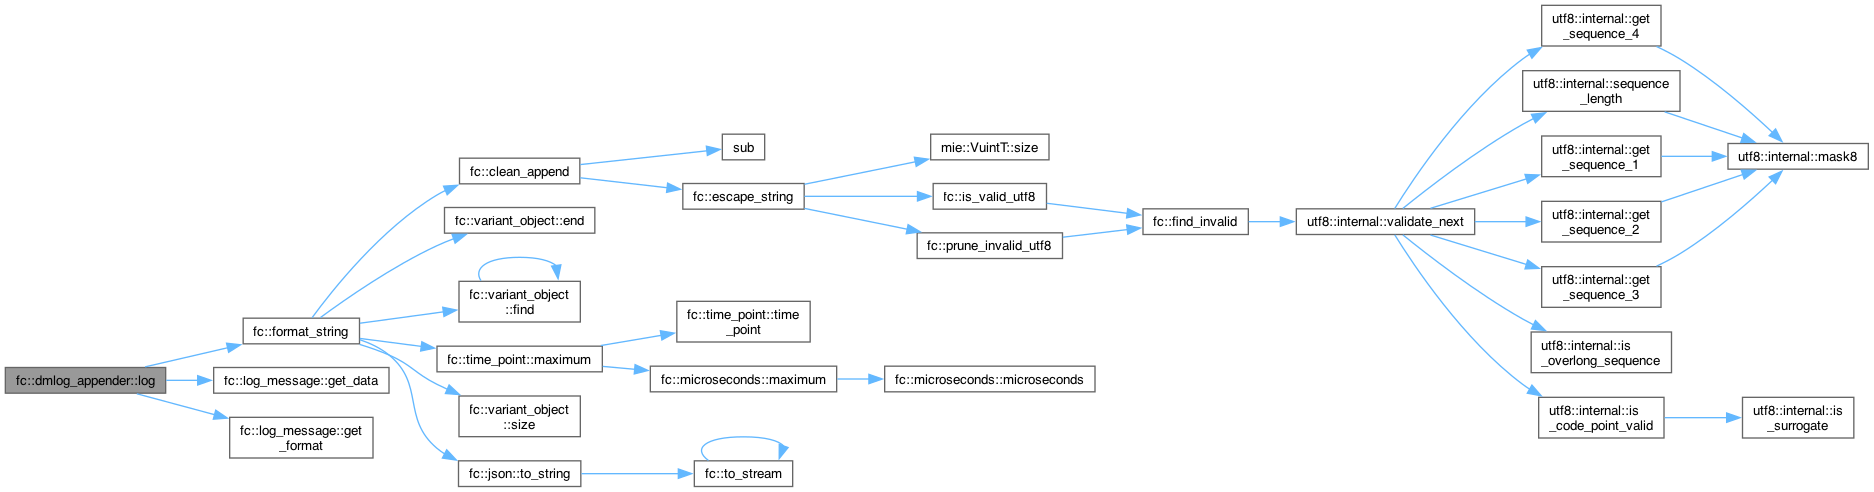 fc::dmlog_appender::log
fc::format_string
fc::log_message::get_data
fc::log_message::get
_format
fc::clean_append
fc::variant_object::end
fc::variant_object
::find
fc::time_point::maximum
fc::variant_object
::size
fc::json::to_string
sub
fc::escape_string
fc::time_point::time
_point
fc::microseconds::maximum
fc::to_stream
mie::VuintT::size
fc::is_valid_utf8
fc::prune_invalid_utf8
fc::microseconds::microseconds
fc::find_invalid
utf8::internal::validate_next
utf8::internal::get
_sequence_4
utf8::internal::sequence
_length
utf8::internal::get
_sequence_1
utf8::internal::get
_sequence_2
utf8::internal::get
_sequence_3
utf8::internal::is
_overlong_sequence
utf8::internal::is
_code_point_valid
utf8::internal::mask8
utf8::internal::is
_surrogate